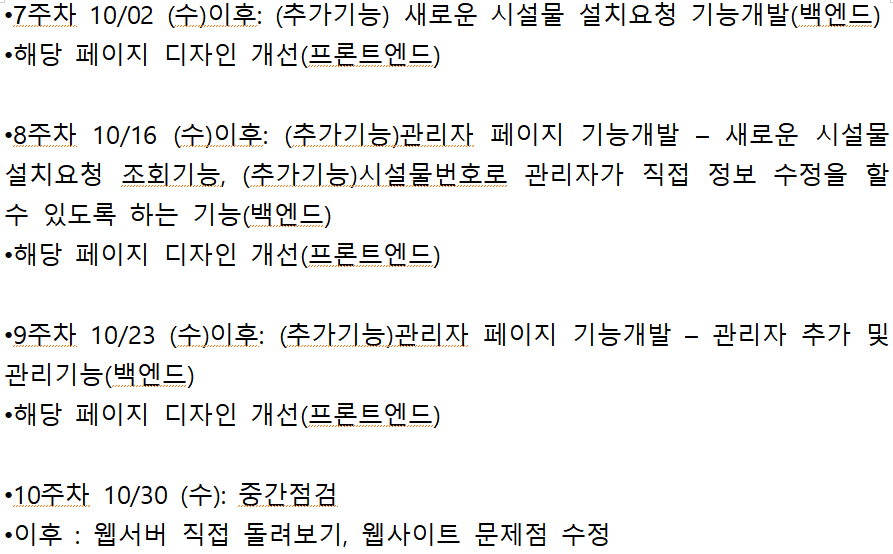 •7주차 10/02 (수)이후: (추가기능) 새로운 시설물 설치요청 기능개발(백엔드)
•해당 페이지 디자인 개선(프론트엔드)
•8주차 10/16 (수)이후: (추가기능)관리자 페이지 기능개발 – 새로운 시설물
설치요청 조회기능, (추가기능)시설물번호로 관리자가 직접 정보 수정을 할
수 있도록 하는 기능(백엔드)
•해당 페이지 디자인 개선(프론트엔드)
•9주차 10/23 (수)이후: (추가기능)관리자 페이지 기능개발 – 관리자 추가 및
관리기능(백엔드)
•해당 페이지 디자인 개선(프론트엔드)
•10주차 10/30 (수): 중간점검
•이후 : 웹서버 직접 돌려보기, 웹사이트 문제점 수정